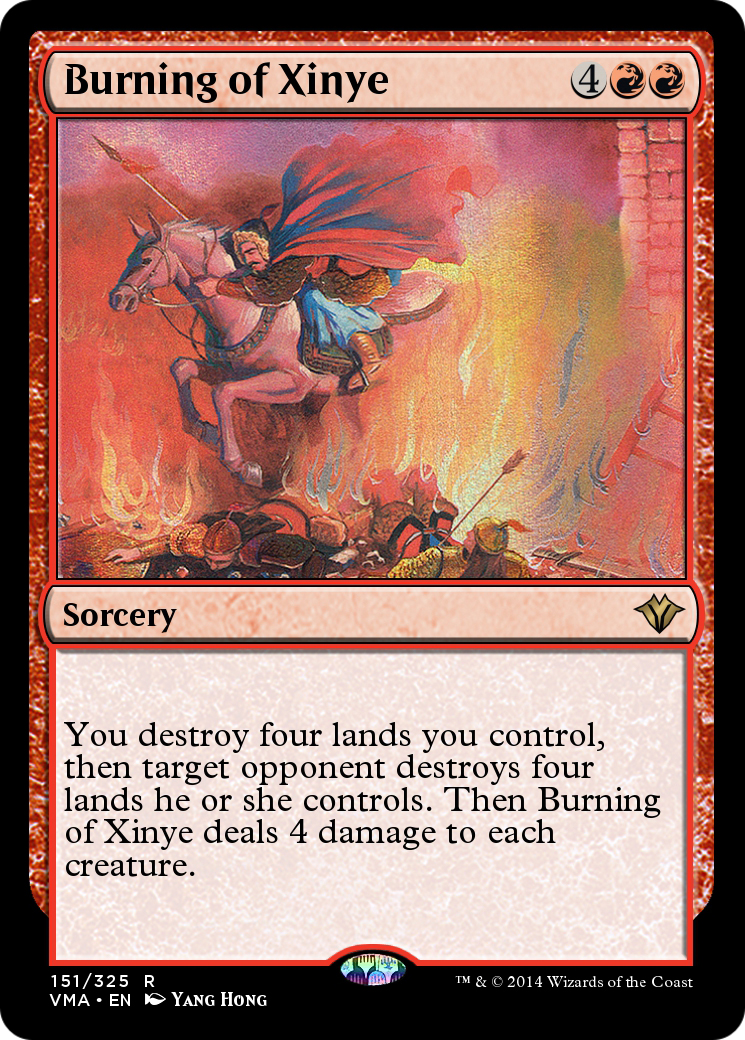 Burning of Xinye 4
Sorcery
You destroy four lands you control,
then target opponent destroys four
lands he or she controls. Then Burning
of Xinye deals 4 damage to each
creature.
151/325 R
VMA • EN Yang Hong
™ & © 2014 Wizards of the Coast